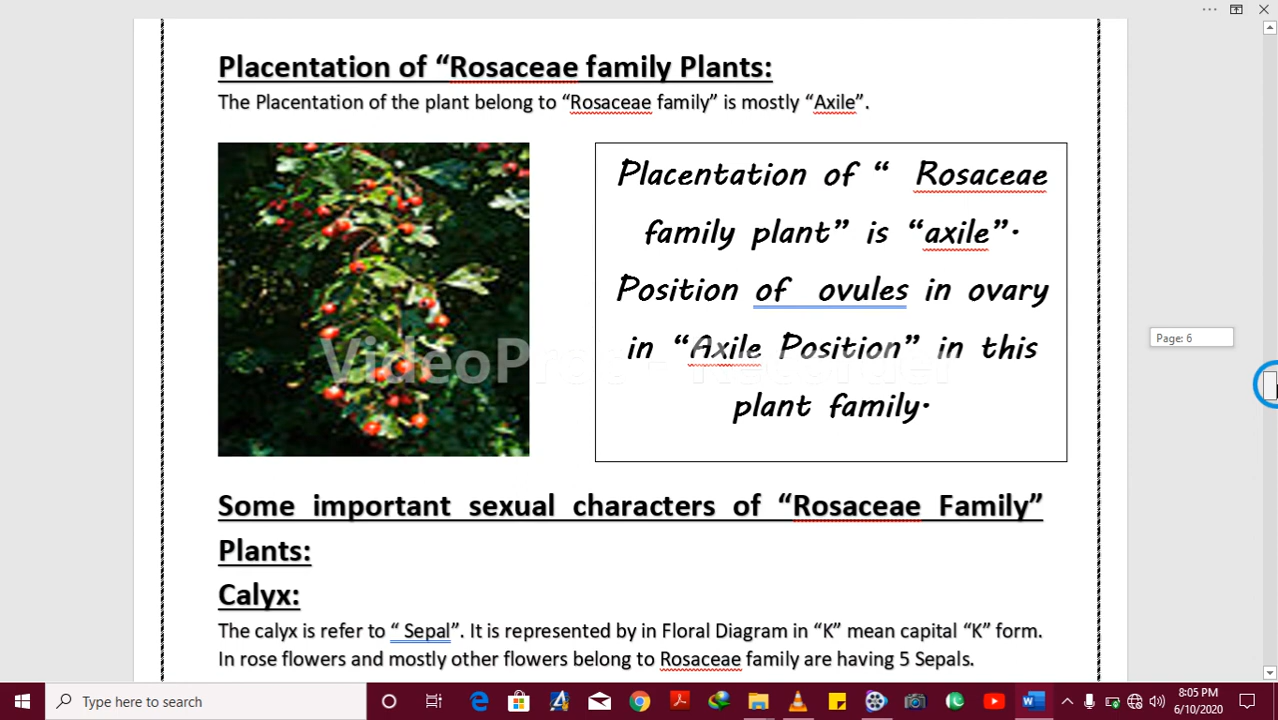 Placentation of “Rosaceae family Plants:
The Placentation of the plant belong to “Rosaceae family” is mostly “Axile”.
Placentation of “ Rosaceae
family plant” is “axile”.
Position of ovules in ovary
in “Axile Position” in this
plant family.
VideoProc - Recorder
Page: 6
Some important sexual characters of “Rosaceae Family”
Plants:
Calyx:
The calyx is refer to “ Sepal”. It is represented by in Floral Diagram in “K” mean capital “K” form.
In rose flowers and mostly other flowers belong to Rosaceae family are having 5 Sepals.
Type here to search
8:05 PM
6/10/2020